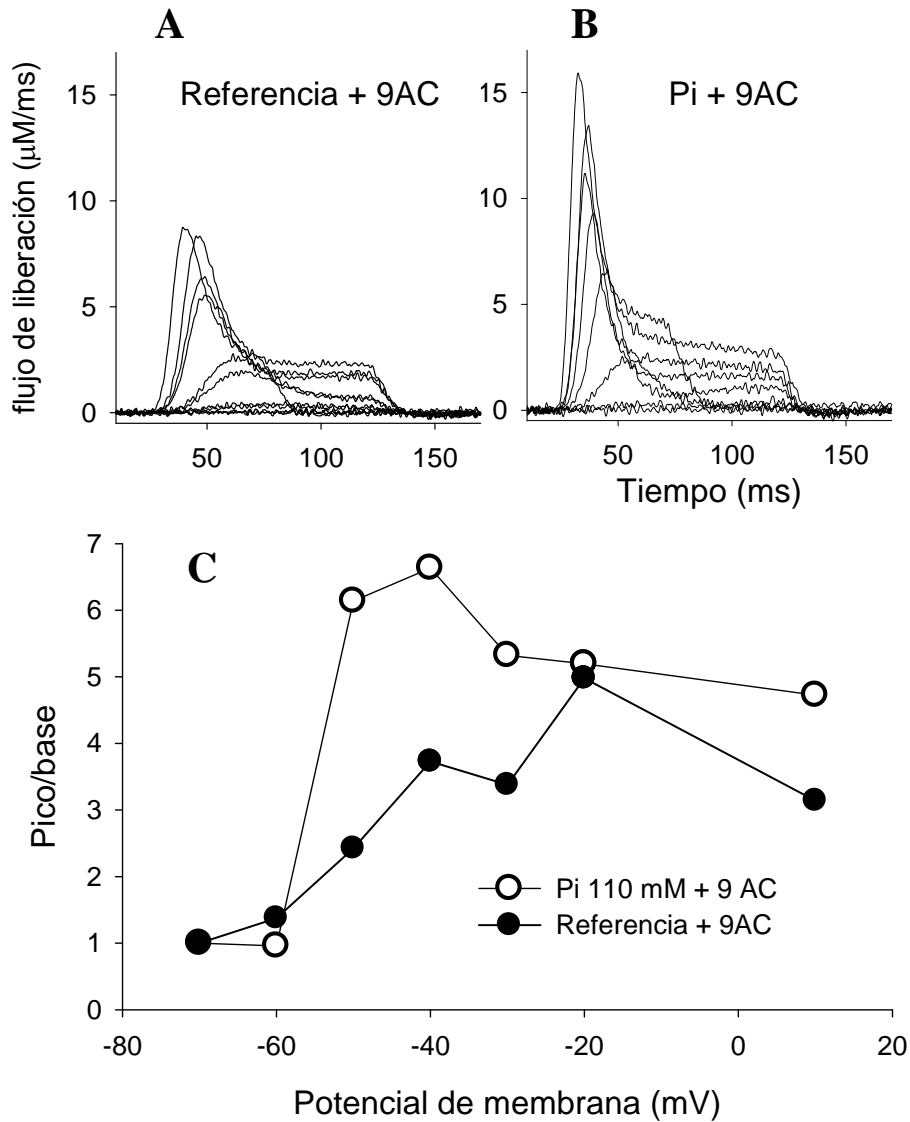 A
B
Referencia + 9AC
Pi + 9AC
flujo de liberación (μM/ms)
15
10
5
0
15
10
5
0
50
100
150
50
100
150
Tiempo (ms)
C
7
6
5
4
3
2
1
0
Pico/base
Pi 110 mM + 9 AC
Referencia + 9AC
-80
-60
-40
-20
0
20
Potencial de membrana (mV)